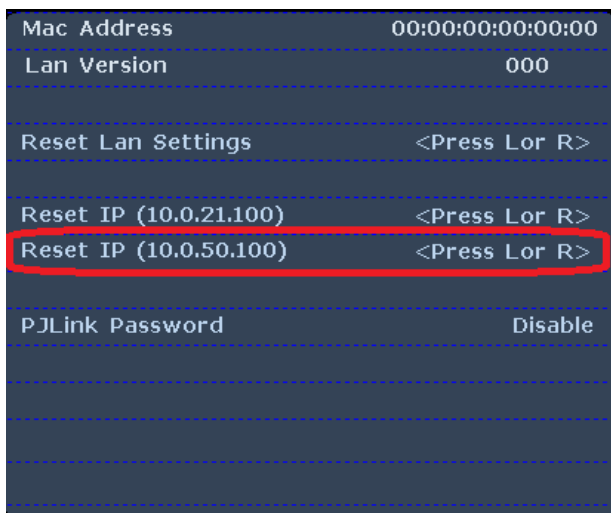 Mac Address 00:00:00:00:00:00
Lan Version 000
Reset Lan Settings <Press Lor R>
Reset IP (10.0.21.100) <Press Lor R>
Reset IP (10.0.50.100) <Press Lor R>
PJLink Password Disable